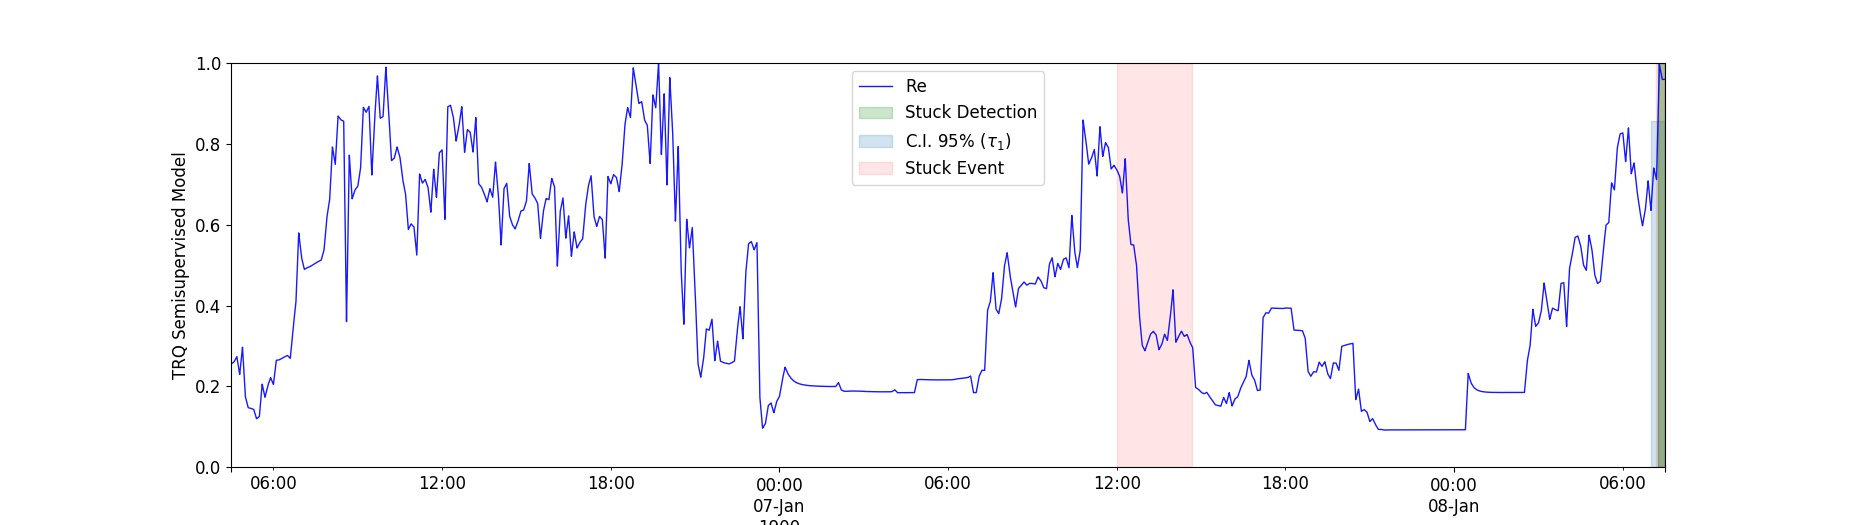 TRQ Semisupervised Model
1.0
0.8
0.6
0.4
0.2
0.0
Re
Stuck Detection
C.I. 95% (τ₁)
Stuck Event
06:00 12:00 18:00 00:00 06:00 12:00 18:00 00:00 06:00
07-Jan 08-Jan
1900